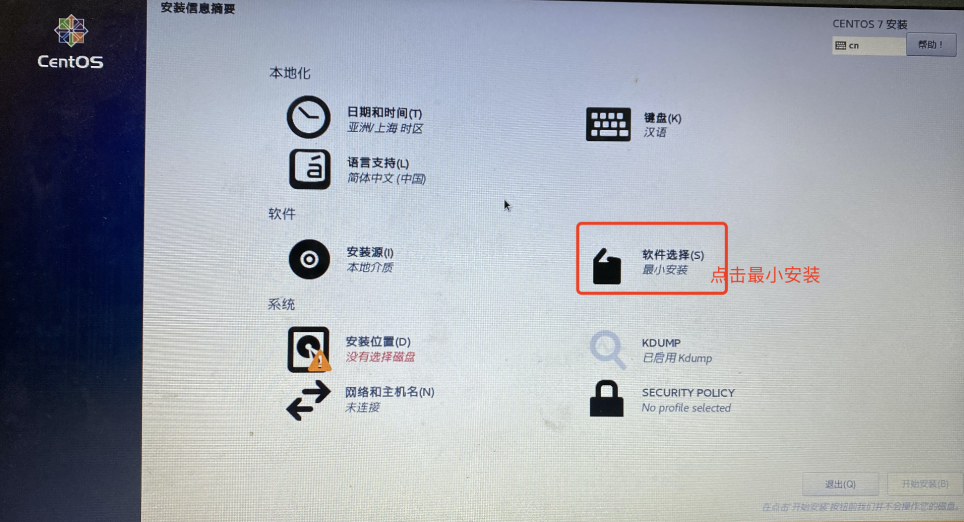 安装信息摘要
CentOS
CENTOS 7 安装
cn
帮助！
本地化
日期和时间(T)
亚洲/上海 时区
键盘(K)
汉语
语言支持(L)
简体中文 (中国)
软件
安装源(I)
本地介质
软件选择(S)
最小安装
点击最小安装
系统
安装位置(D)
没有选择磁盘
KDUMP
已启用 Kdump
网络和主机名(N)
未连接
SECURITY POLICY
No profile selected
退出(Q)
开始安装(B)
在点击'开始安装'按钮前我们并不会操作您的磁盘。